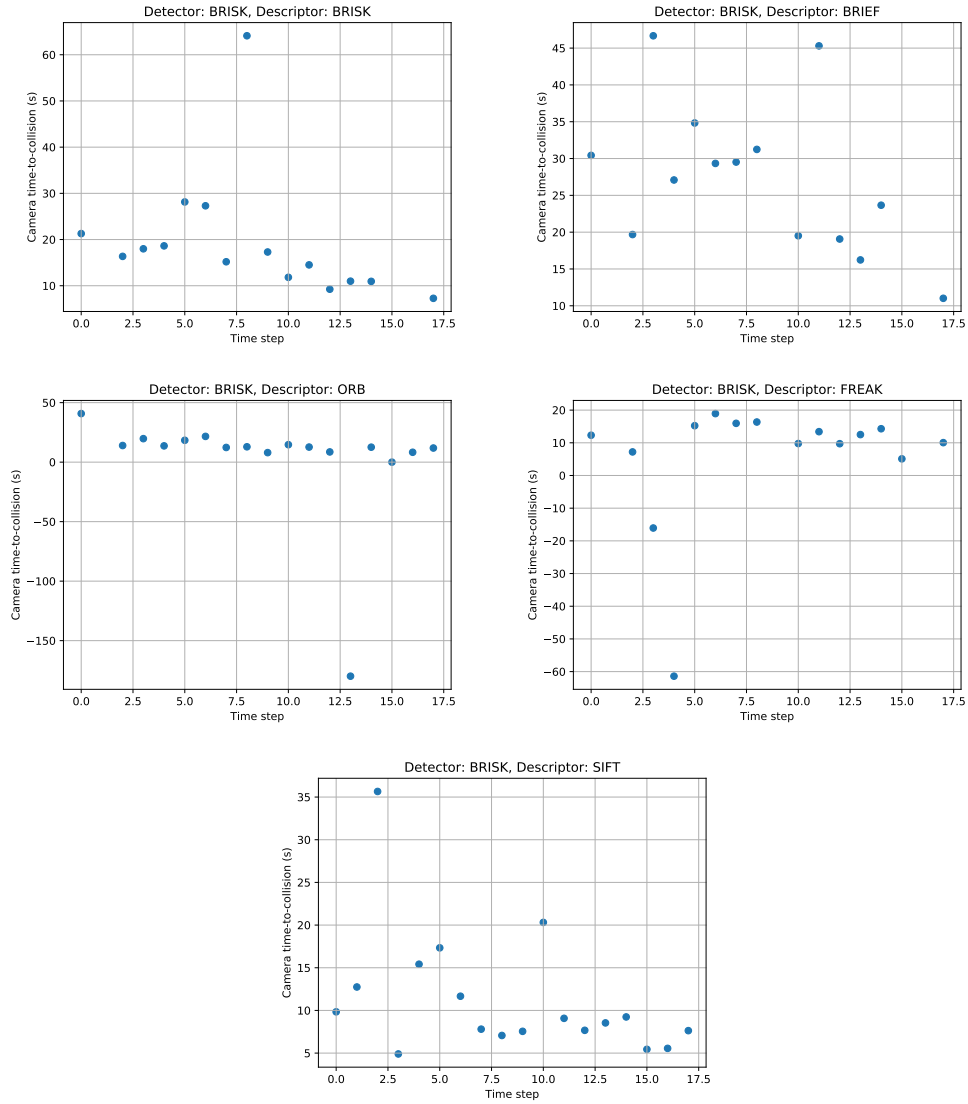 Detector: BRISK, Descriptor: BRISK
Camera time-to-collision (s)
60
50
40
30
20
10
0.0 2.5 5.0 7.5 10.0 12.5 15.0 17.5
Time step
Detector: BRISK, Descriptor: BRIEF
Camera time-to-collision (s)
45
40
35
30
25
20
15
10
0.0 2.5 5.0 7.5 10.0 12.5 15.0 17.5
Time step
Detector: BRISK, Descriptor: ORB
Camera time-to-collision (s)
50
0
−50
−100
−150
0.0 2.5 5.0 7.5 10.0 12.5 15.0 17.5
Time step
Detector: BRISK, Descriptor: FREAK
Camera time-to-collision (s)
20
10
0
−10
−20
−30
−40
−50
−60
0.0 2.5 5.0 7.5 10.0 12.5 15.0 17.5
Time step
Detector: BRISK, Descriptor: SIFT
Camera time-to-collision (s)
35
30
25
20
15
10
5
0.0 2.5 5.0 7.5 10.0 12.5 15.0 17.5
Time step